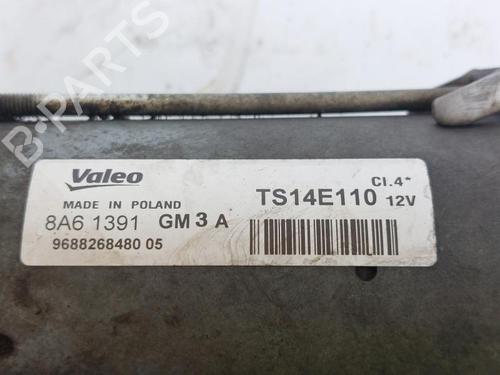 Valeo
MADE IN POLAND
8A6 1391 GM 3 A
9688268480 05
TS14E110 Cl.4*
12V
B-PARTS